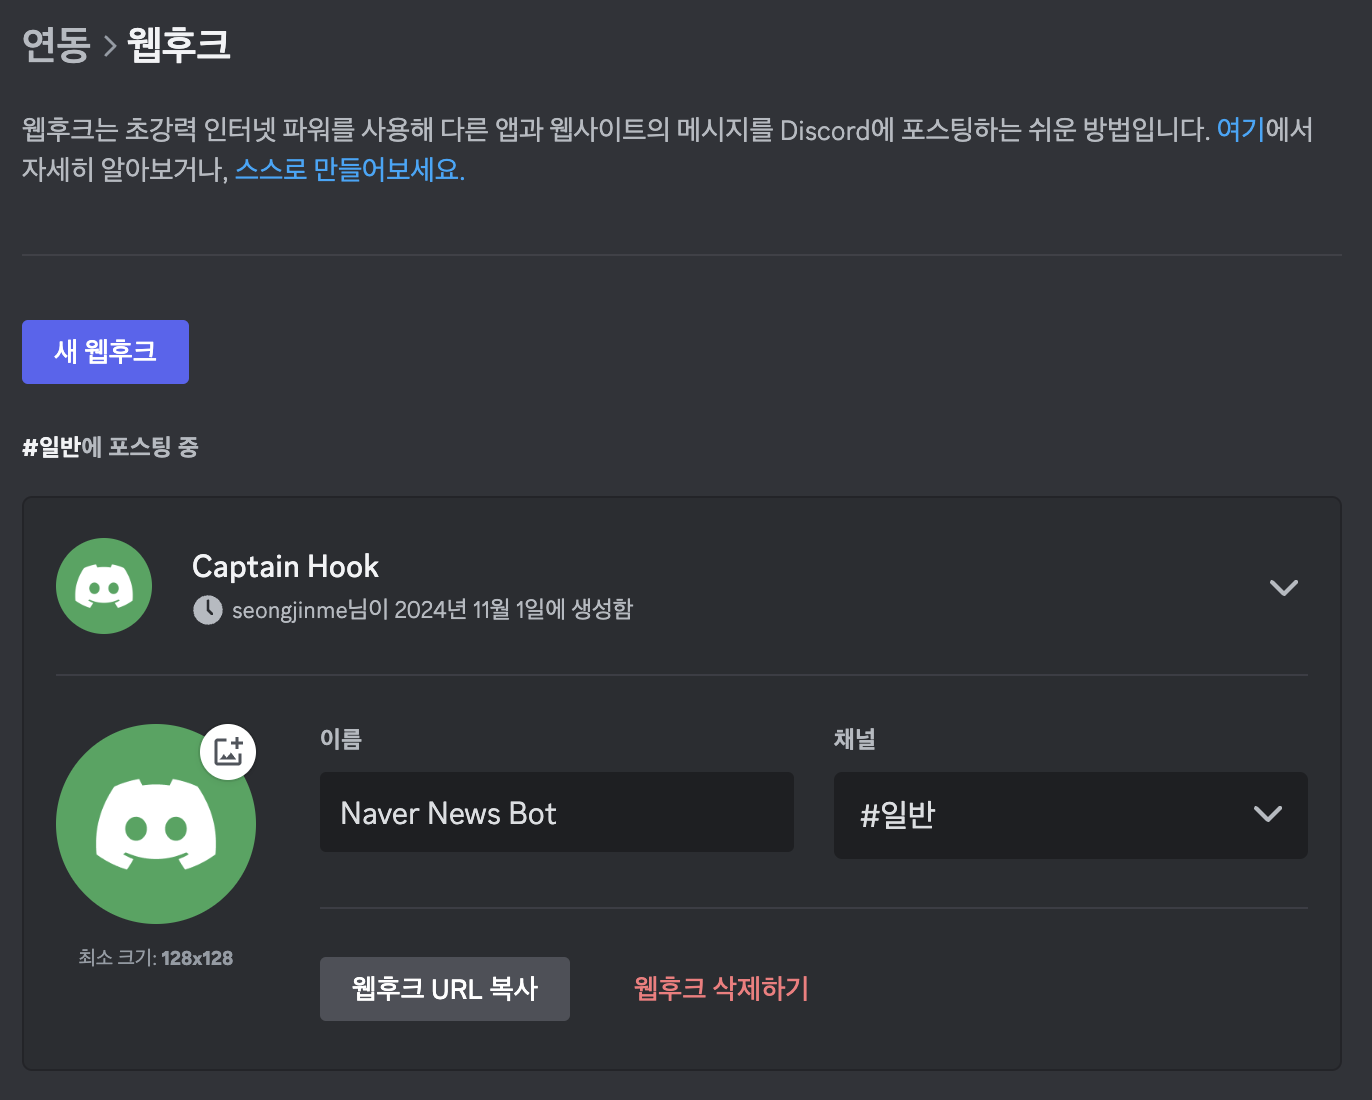 연동 > 웹후크
웹후크는 초강력 인터넷 파워를 사용해 다른 앱과 웹사이트의 메시지를 Discord에 포스팅하는 쉬운 방법입니다. 여기에서
자세히 알아보거나, 스스로 만들어보세요.
새 웹후크
#일반에 포스팅 중
Captain Hook
seongjinme님이 2024년 11월 1일에 생성함
이름
채널
Naver News Bot
#일반
최소 크기: 128x128
웹후크 URL 복사
웹후크 삭제하기